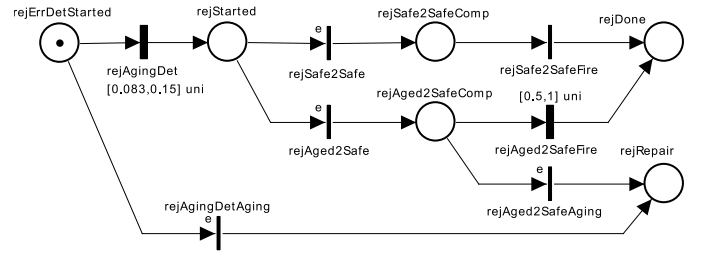 rejErrDetStarted
rejStarted
rejSafe2SafeComp
rejDone
e
rejAgingDet
[0.083,0.15] uni
rejSafe2Safe
rejSafe2SafeFire
rejAged2SafeComp
[0.5,1] uni
e
rejAged2Safe
rejAged2SafeFire
rejRepair
e
rejAgingDetAging
rejAged2SafeAging
e